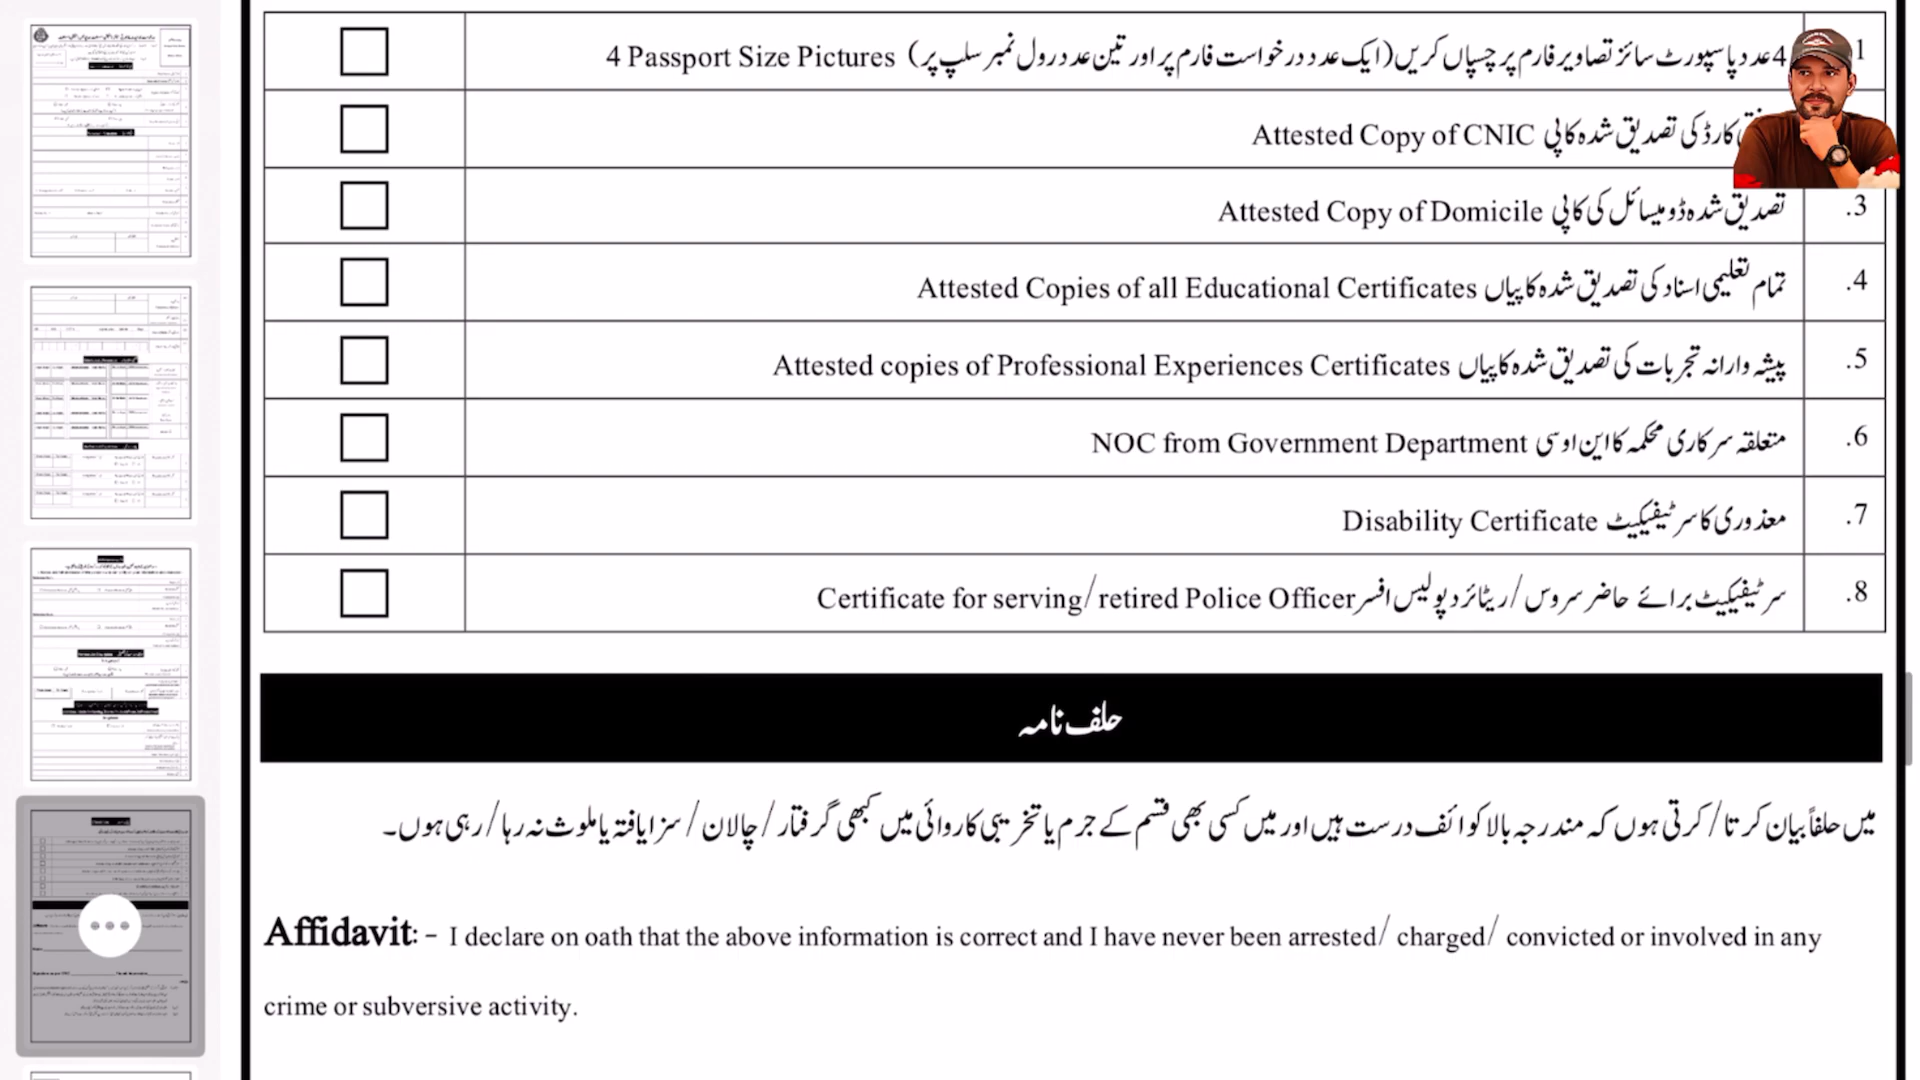 1 4 عدد پاسپورٹ سائز تصاویر فارم پر چسپاں کریں (ایک عدد درخواست فارم پر اور تین عدد رول نمبر سلپ پر) 4 Passport Size Pictures
کارڈ کی تصدیق شدہ کاپی Attested Copy of CNIC
3. تصدیق شدہ ڈومیسائل کی کاپی Attested Copy of Domicile
4. تمام تعلیمی اسناد کی تصدیق شدہ کاپیاں Attested Copies of all Educational Certificates
5. پیشہ وارانہ تجربات کی تصدیق شدہ کاپیاں Attested copies of Professional Experiences Certificates
6. متعلقہ سرکاری محکمہ کا این او سی NOC from Government Department
7. معذوری کا سرٹیفیکیٹ Disability Certificate
8. سرٹیفیکیٹ برائے حاضر سروس / ریٹائرڈ پولیس افسر Certificate for serving/ retired Police Officer
حلف نامہ
میں حلفاً بیان کرتا / کرتی ہوں کہ مندرجہ بالا کوائف درست ہیں اور میں کسی بھی قسم کے جرم یا تخریبی کاروائی میں کبھی گرفتار / چالان / سزا یافتہ یا ملوث نہ رہا / رہی ہوں۔
Affidavit: - I declare on oath that the above information is correct and I have never been arrested/ charged/ convicted or involved in any
crime or subversive activity.